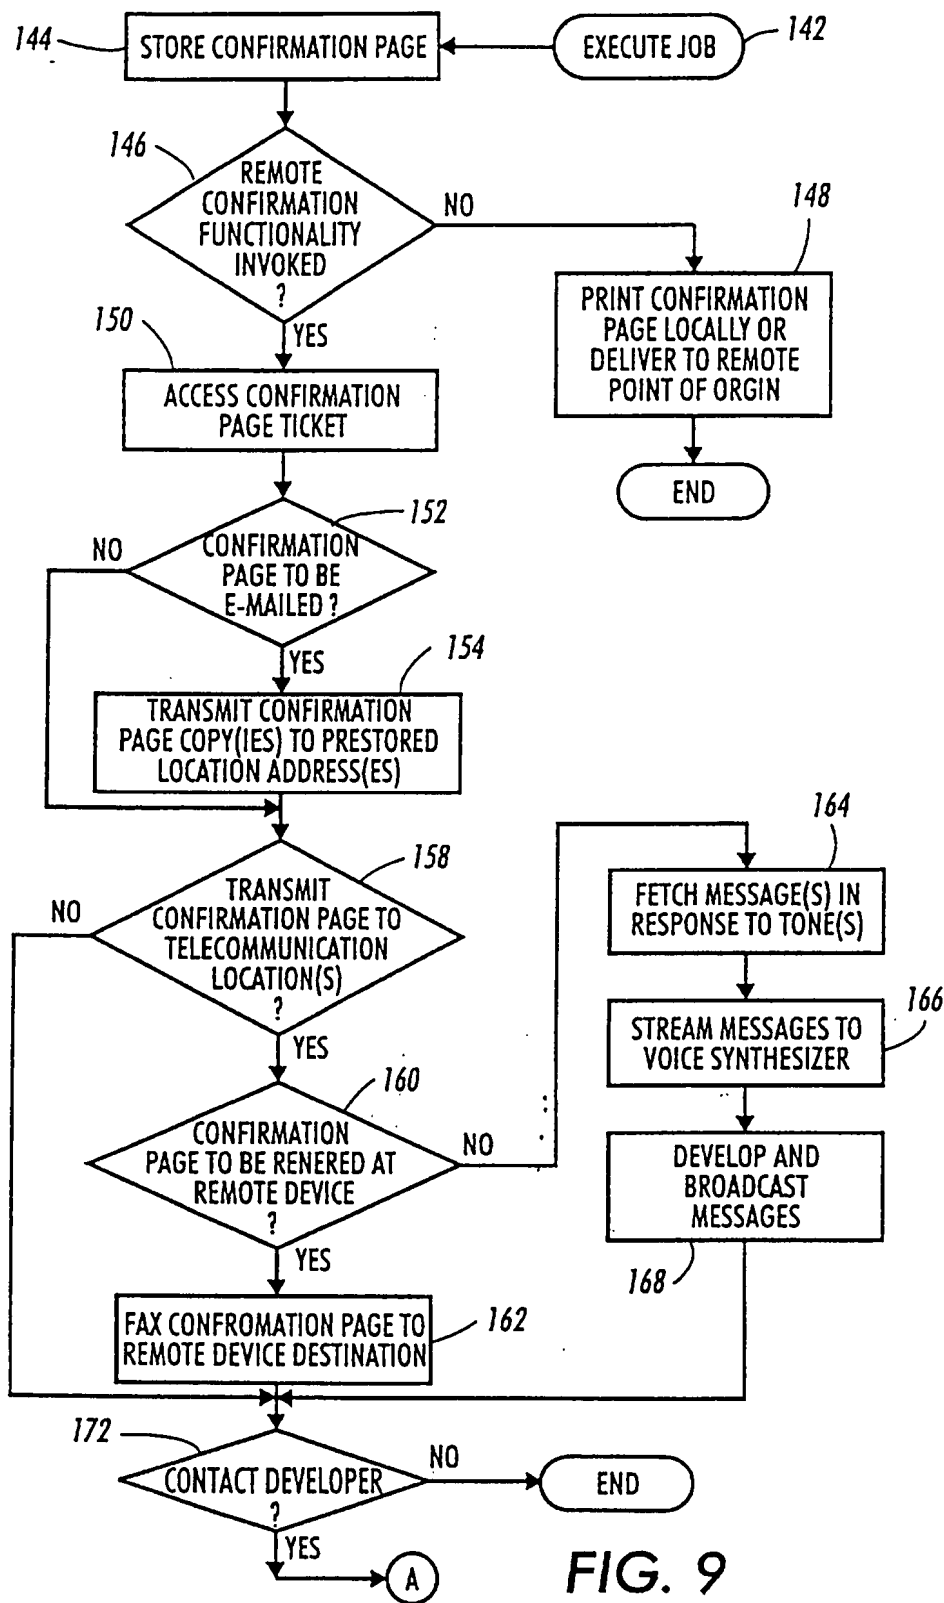 144
STORE CONFIRMATION PAGE
EXECUTE JOB
142
146
REMOTE
CONFIRMATION
FUNCTIONALITY
INVOKED
?
NO
148
PRINT CONFIRMATION
PAGE LOCALLY OR
DELIVER TO REMOTE
POINT OF ORGIN
END
YES
150
ACCESS CONFIRMATION
PAGE TICKET
152
CONFIRMATION
PAGE TO BE
E-MAILED ?
NO
YES
154
TRANSMIT CONFIRMATION
PAGE COPY(IES) TO PRESTORED
LOCATION ADDRESS(ES)
158
TRANSMIT
CONFIRMATION PAGE TO
TELECOMMUNICATION
LOCATION(S)
?
NO
YES
160
CONFIRMATION
PAGE TO BE RENERED AT
REMOTE DEVICE
?
NO
164
FETCH MESSAGE(S) IN
RESPONSE TO TONE(S)
166
STREAM MESSAGES TO
VOICE SYNTHESIZER
DEVELOP AND
BROADCAST
MESSAGES
168
YES
FAX CONFROMATION PAGE TO
REMOTE DEVICE DESTINATION
162
172
CONTACT DEVELOPER
?
NO
END
YES
A
FIG. 9